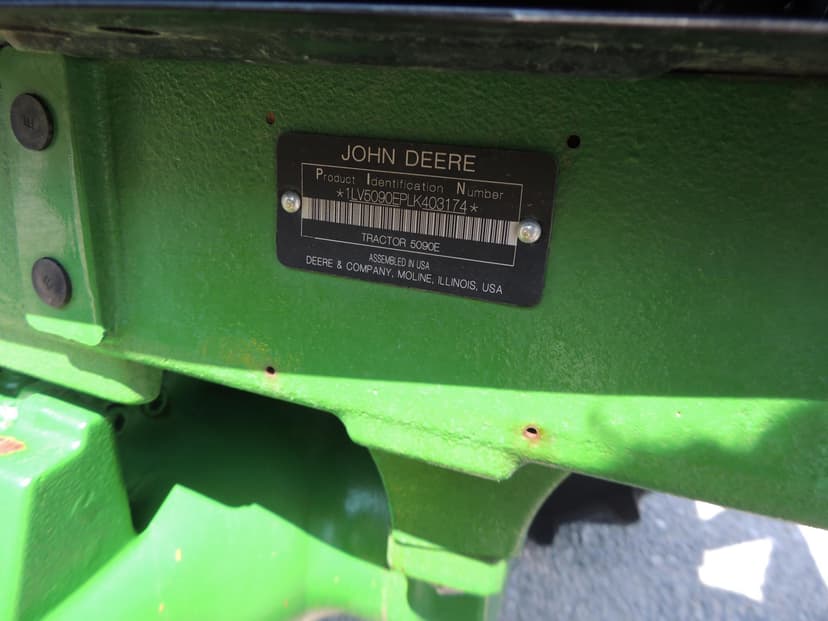 JOHN DEERE
Product Identification Number
*1LV5090EPLK403174*
TRACTOR 5090E
ASSEMBLED IN USA
DEERE & COMPANY, MOLINE, ILLINOIS, USA